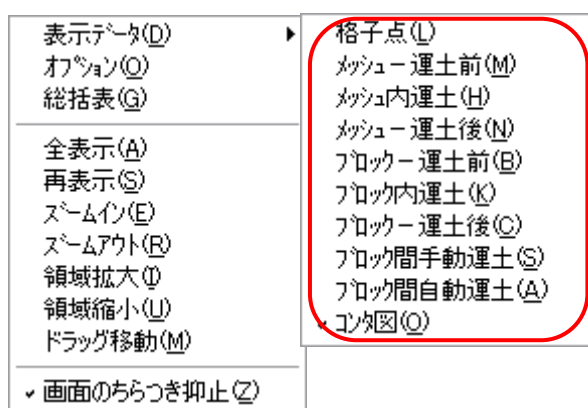 表示ﾃﾞｰﾀ(D)
ｵﾌﾟｼｮﾝ(O)
総括表(G)
全表示(A)
再表示(S)
ｽﾞｰﾑｲﾝ(E)
ｽﾞｰﾑｱｳﾄ(R)
領域拡大(I)
領域縮小(U)
ドラッグ移動(M)
画面のちらつき抑止(Z)
格子点(L)
ﾒｯｼｭｰ運土前(M)
ﾒｯｼｭ内運土(H)
ﾒｯｼｭｰ運土後(N)
ﾌﾞﾛｯｸｰ運土前(B)
ﾌﾞﾛｯｸ内運土(K)
ﾌﾞﾛｯｸｰ運土後(C)
ﾌﾞﾛｯｸ間手動運土(S)
ﾌﾞﾛｯｸ間自動運土(A)
ｺﾝﾀ図(O)